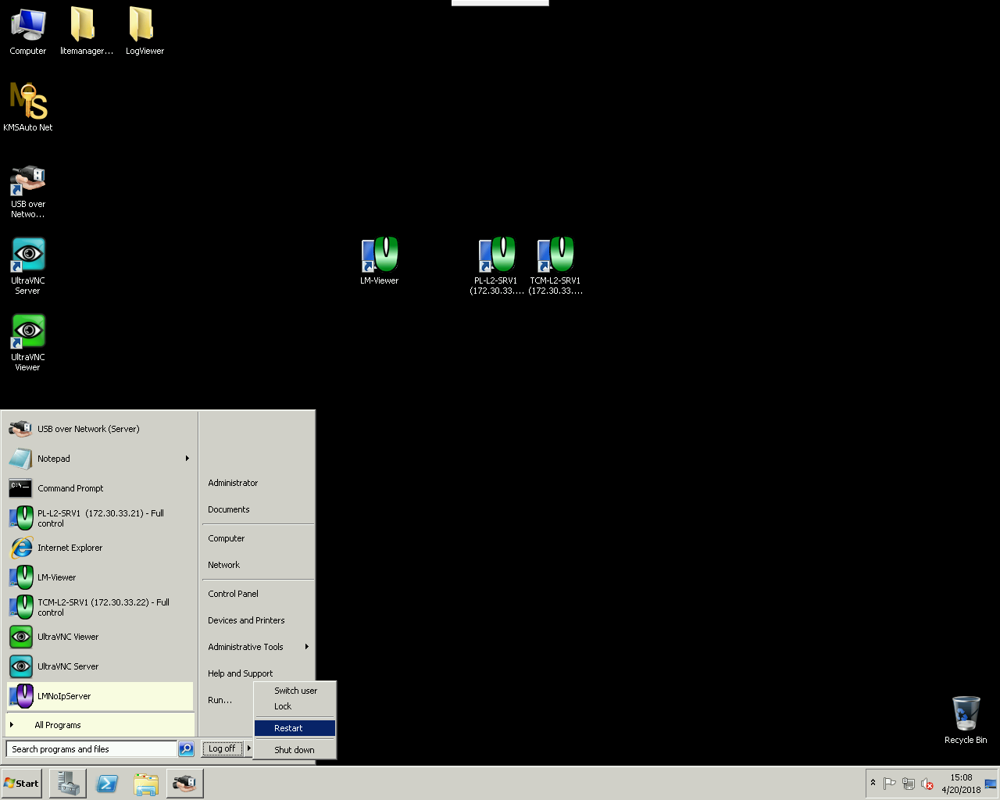 Computer
litemanager...
LogViewer
KMSAuto Net
USB over
Netwo...
UltraVNC
Server
UltraVNC
Viewer
LM-Viewer
PL-L2-SRV1
(172.30.33....
TCM-L2-SRV1
(172.30.33....
USB over Network (Server)
Notepad
Command Prompt
PL-L2-SRV1 (172.30.33.21) - Full
control
Internet Explorer
LM-Viewer
TCM-L2-SRV1 (172.30.33.22) - Full
control
UltraVNC Viewer
UltraVNC Server
LMNoIpServer
All Programs
Search programs and files
Administrator
Documents
Computer
Network
Control Panel
Devices and Printers
Administrative Tools
Help and Support
Run...
Log off
Switch user
Lock
Restart
Shut down
Recycle Bin
Start
15:08
4/20/2018